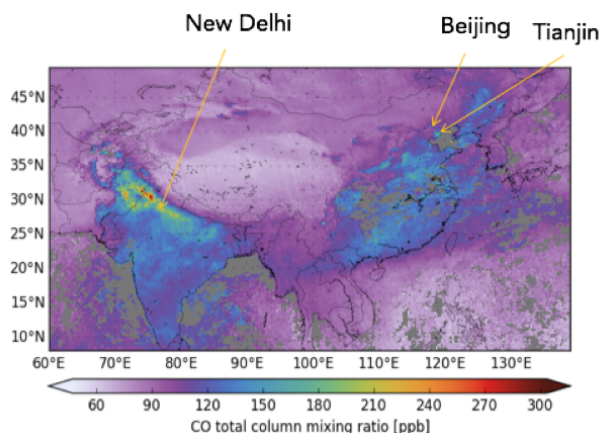 New Delhi
Beijing
Tianjin
45°N
40°N
35°N
30°N
25°N
20°N
15°N
10°N
60°E 70°E 80°E 90°E 100°E 110°E 120°E 130°E
60 90 120 150 180 210 240 270 300
CO total column mixing ratio [ppb]